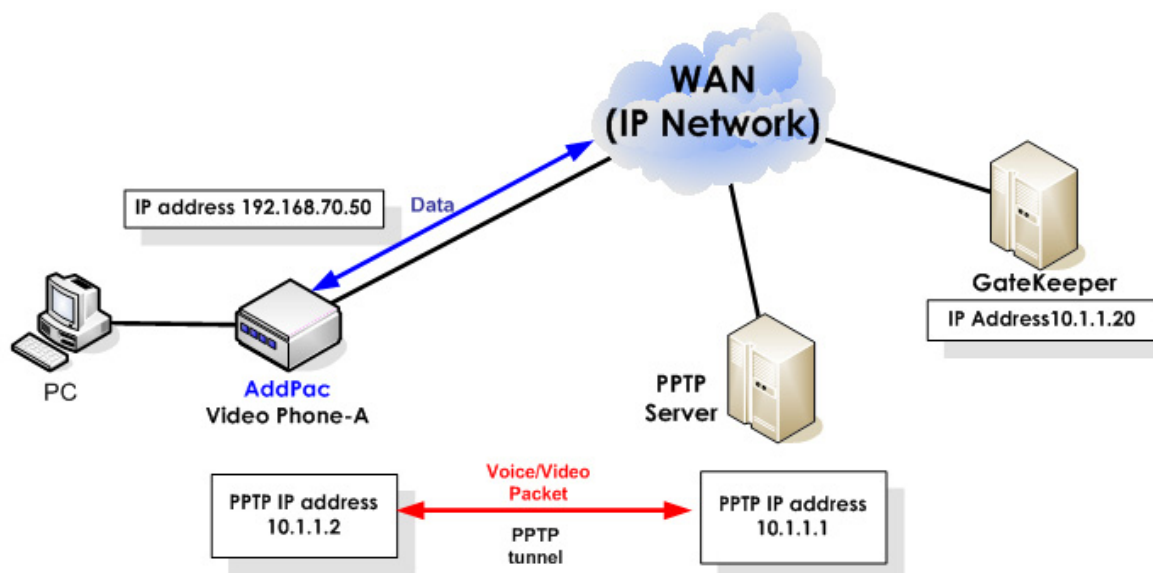 WAN
(IP Network)
IP address 192.168.70.50
Data
GateKeeper
IP Address10.1.1.20
PC
AddPac
Video Phone-A
PPTP
Server
PPTP IP address
10.1.1.2
Voice/Video
Packet
PPTP
tunnel
PPTP IP address
10.1.1.1